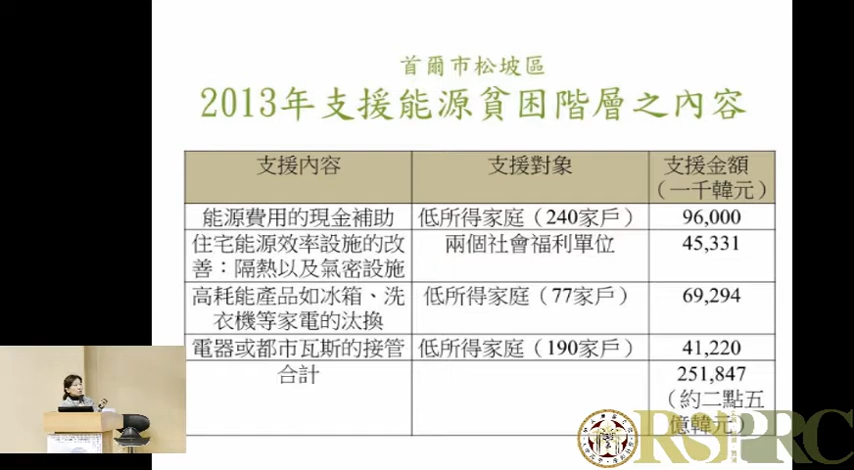 首爾市松坡區
2013年支援能源貧困階層之內容
支援內容
支援對象
支援金額
（一千韓元）
能源費用的現金補助
低所得家庭（240家戶）
96,000
住宅能源效率設施的改
善：隔熱以及氣密設施
兩個社會福利單位
45,331
高耗能產品如冰箱、洗
衣機等家電的汰換
低所得家庭（77家戶）
69,294
電器或都市瓦斯的接管
低所得家庭（190家戶）
41,220
合計
251,847
（約二點五
億韓元）
RSPRC